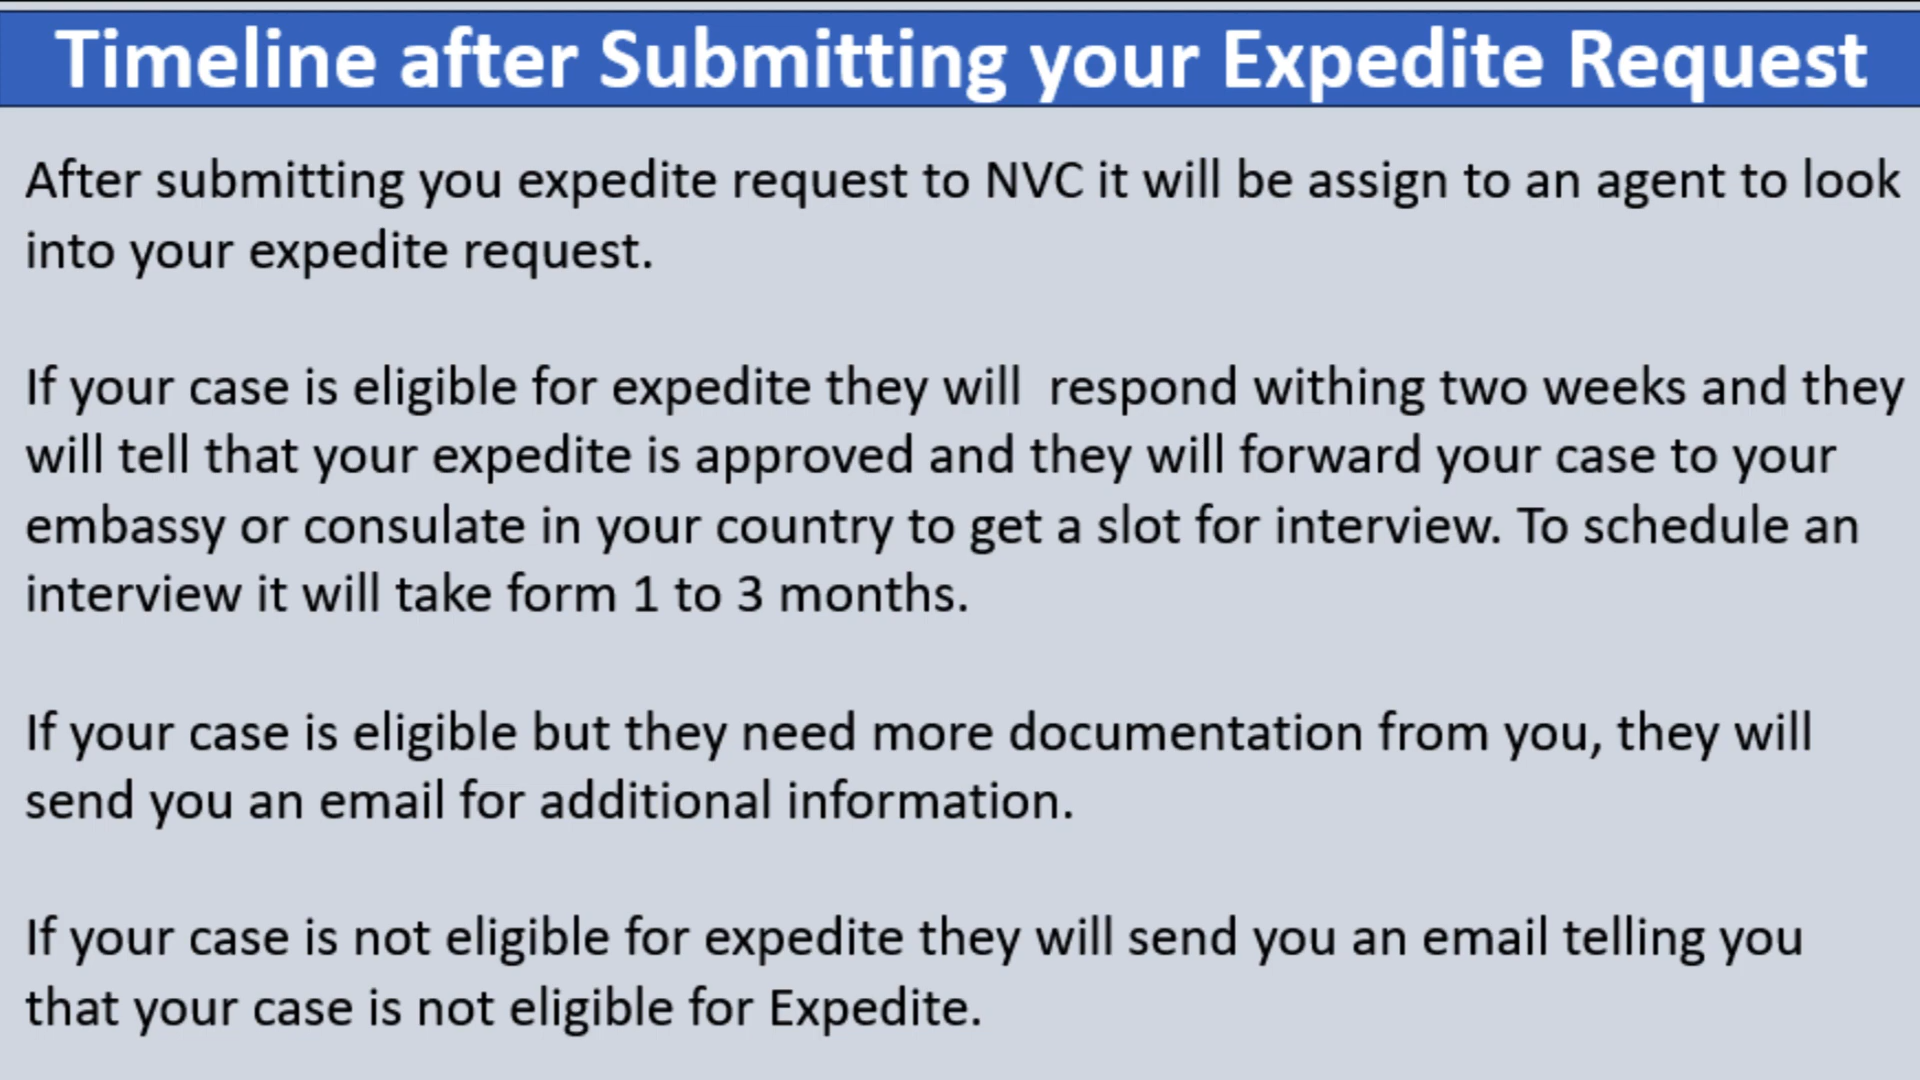 Timeline after Submitting your Expedite Request
After submitting you expedite request to NVC it will be assign to an agent to look
into your expedite request.
If your case is eligible for expedite they will  respond withing two weeks and they
will tell that your expedite is approved and they will forward your case to your
embassy or consulate in your country to get a slot for interview. To schedule an
interview it will take form 1 to 3 months.
If your case is eligible but they need more documentation from you, they will
send you an email for additional information.
If your case is not eligible for expedite they will send you an email telling you
that your case is not eligible for Expedite.